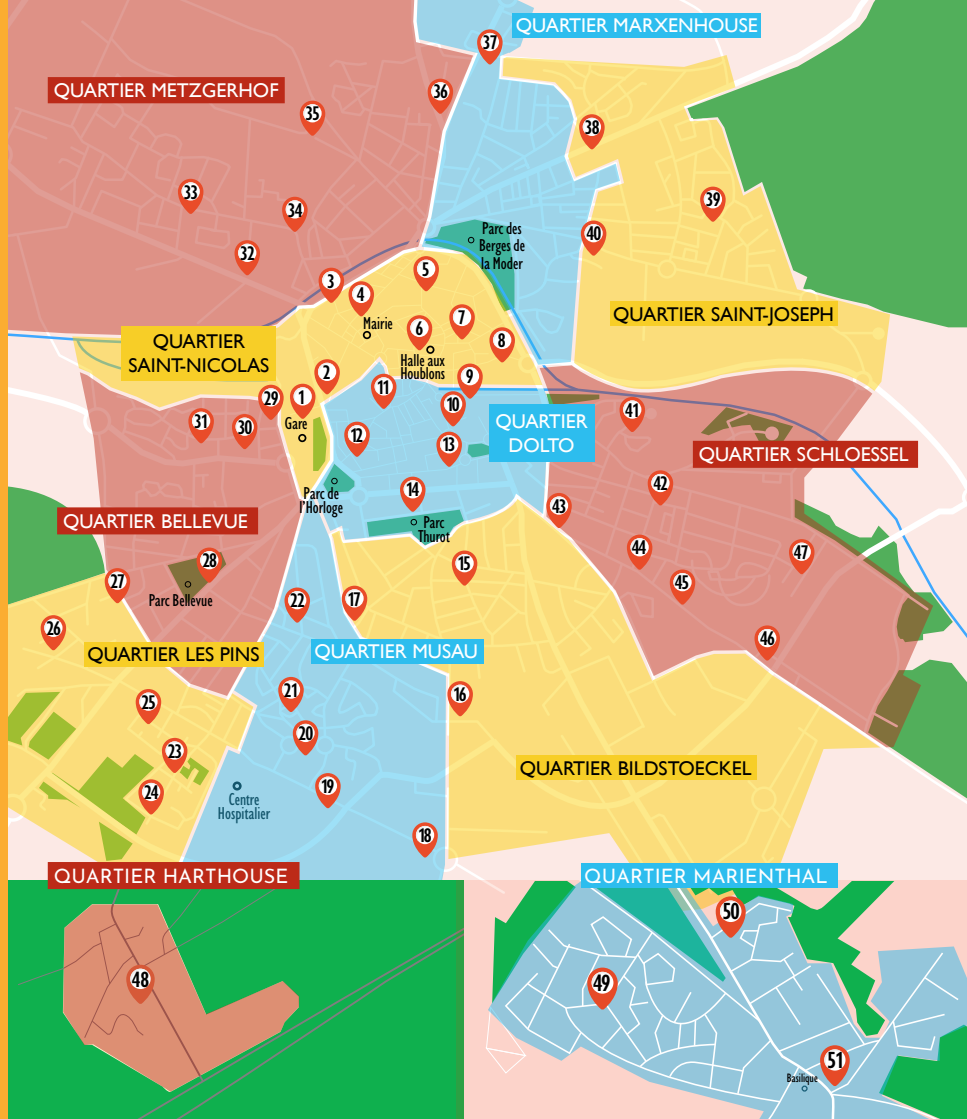 QUARTIER MARXENHOUSE
37
QUARTIER METZGERHOF
36
35
38
33
34
39
Parc des
Berges de
la Moder
40
32
5
3
4
QUARTIER SAINT-JOSEPH
Mairie
6
7
8
QUARTIER
SAINT-NICOLAS
Halle aux
Houblons
2
9
11
29
1
10
41
Gare
31
30
12
13
QUARTIER
DOLTO
QUARTIER SCHLOESSEL
14
42
Parc de
l'Horloge
43
QUARTIER BELLEVUE
Parc
Thurot
44
47
28
15
27
45
Parc Bellevue
22
17
26
46
QUARTIER LES PINS
QUARTIER MUSAU
21
16
25
20
23
QUARTIER BILDSTOECKEL
24
19
Centre
Hospitalier
18
QUARTIER HARTHOUSE
QUARTIER MARIENTHAL
50
48
49
51
Basilique